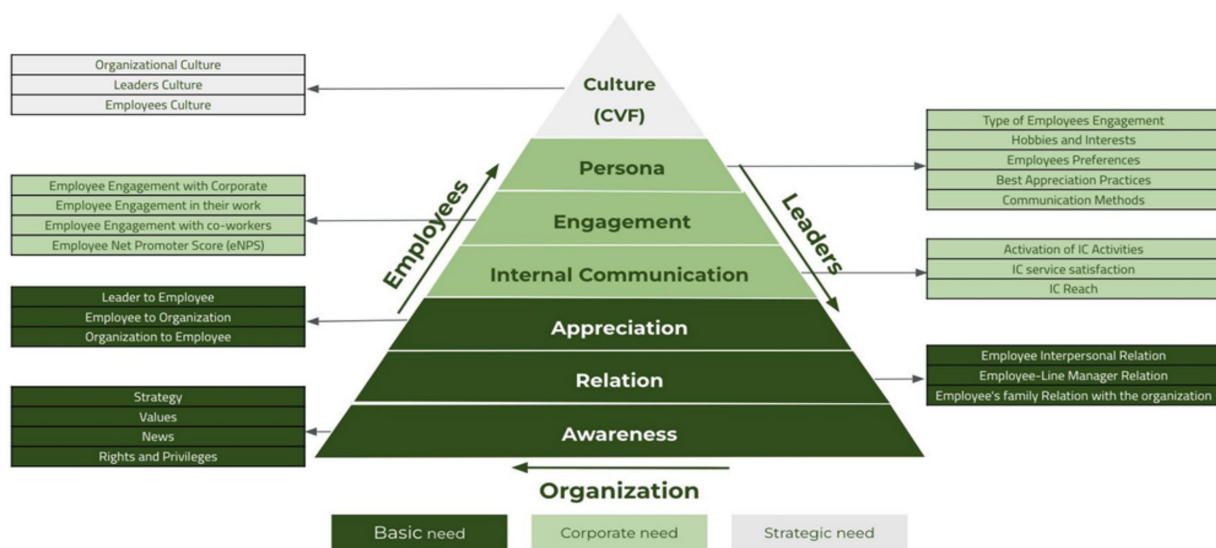 Organizational Culture
Leaders Culture
Employees Culture
Employee Engagement with Corporate
Employee Engagement in their work
Employee Engagement with co-workers
Employee Net Promoter Score (eNPS)
Leader to Employee
Employee to Organization
Organization to Employee
Strategy
Values
News
Rights and Privileges
Employees
Culture
(CVF)
Persona
Engagement
Internal Communication
Appreciation
Relation
Awareness
Leaders
Type of Employees Engagement
Hobbies and Interests
Employees Preferences
Best Appreciation Practices
Communication Methods
Activation of IC Activities
IC service satisfaction
IC Reach
Employee Interpersonal Relation
Employee-Line Manager Relation
Employee's family Relation with the organization
Organization
Basic need
Corporate need
Strategic need